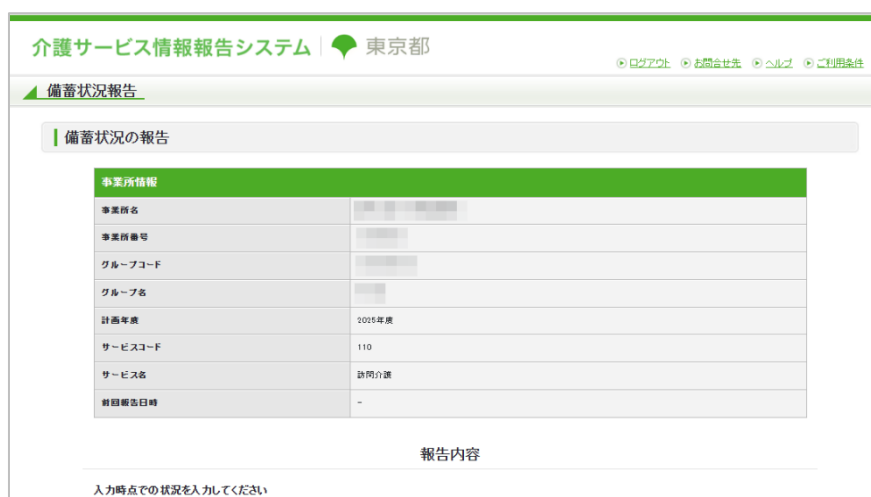 介護サービス情報報告システム 東京都
ログアウト お問合せ先 ヘルプ ご利用条件
備蓄状況報告
備蓄状況の報告
事業所情報
事業所名
事業所番号
グループコード
グループ名
計画年度 2025年度
サービスコード 110
サービス名 訪問介護
前回報告日時 -
報告内容
入力時点での状況を入力してください